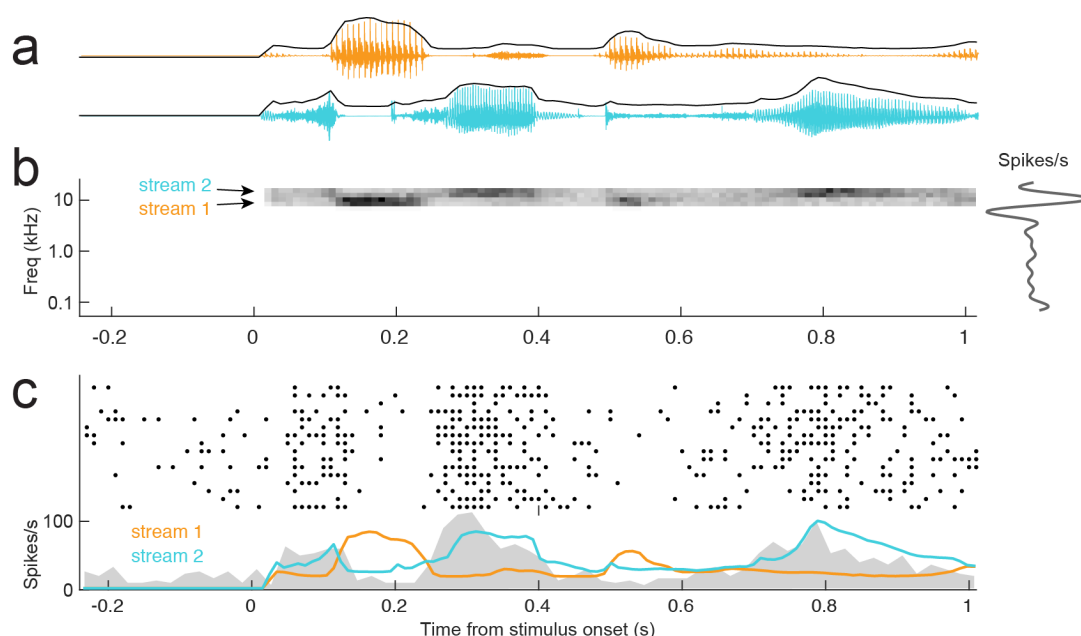 a
b
Spikes/s
stream 2
stream 1
Freq (kHz)
10
1.0
0.1
-0.2 0 0.2 0.4 0.6 0.8 1
c
stream 1
stream 2
Spikes/s
100
0
-0.2 0 0.2 0.4 0.6 0.8 1
Time from stimulus onset (s)